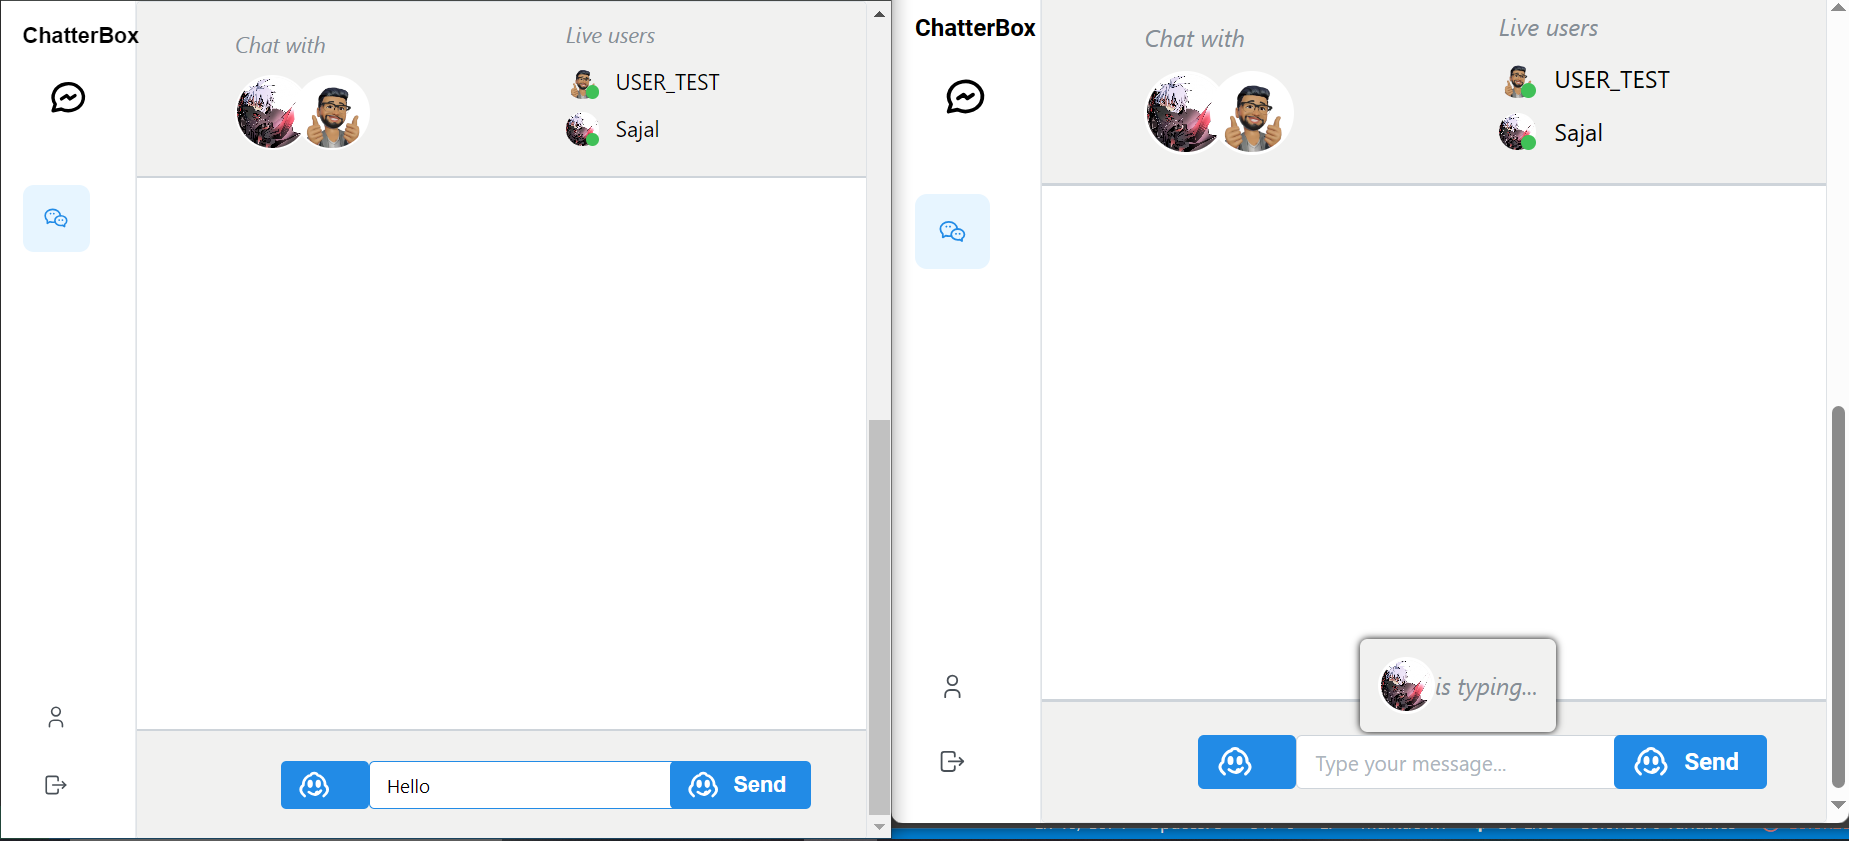 ChatterBox
Chat with
Live users
USER_TEST
Sajal
Hello
Send
ChatterBox
Chat with
Live users
USER_TEST
Sajal
is typing...
Type your message...
Send